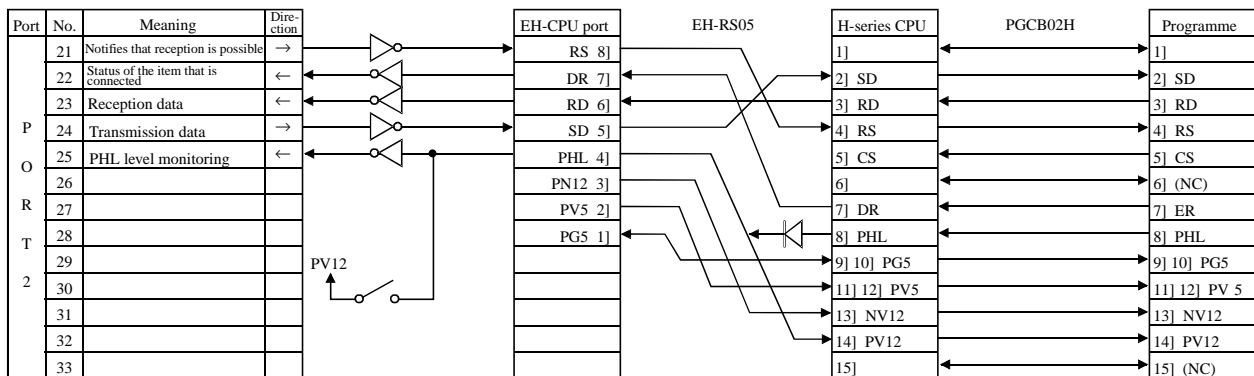 Port No. Meaning Dire-ction EH-CPU port EH-RS05 H-series CPU PGCB02H Programme
21 Notifies that reception is possible → RS 8] 1] 1]
22 Status of the item that is connected ← DR 7] 2] SD 2] SD
23 Reception data ← RD 6] 3] RD 3] RD
P 24 Transmission data → SD 5] 4] RS 4] RS
O 25 PHL level monitoring ← PHL 4] 5] CS 5] CS
26 PN12 3] 6] 6] (NC)
R 27 PV5 2] 7] DR 7] ER
T 28 PG5 1] 8] PHL 8] PHL
29 PV12 9] 10] PG5 9] 10] PG5
2 30 11] 12] PV5 11] 12] PV 5
31 13] NV12 13] NV12
32 14] PV12 14] PV12
33 15] 15] (NC)